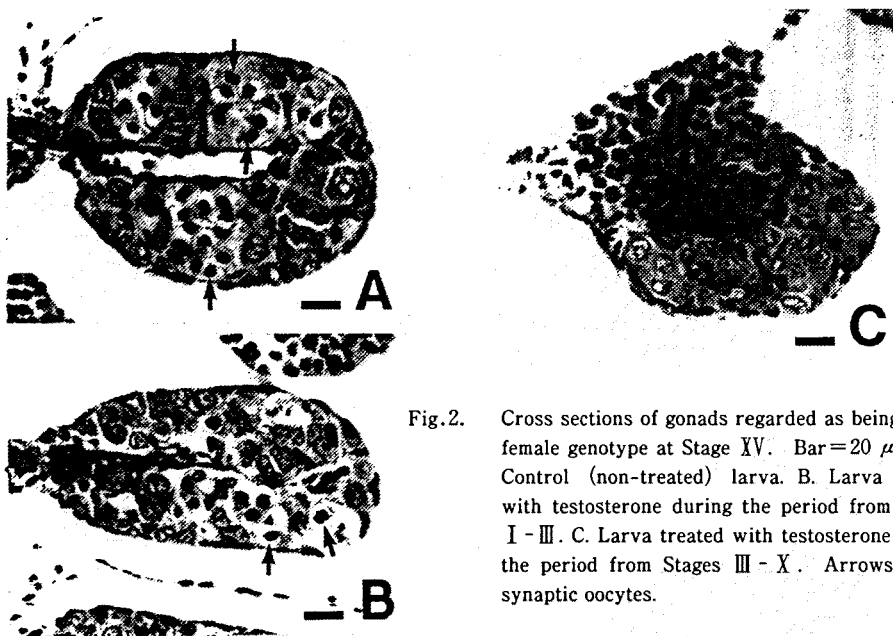 A
B
C
Fig.2. Cross sections of gonads regarded as being
female genotype at Stage XV. Bar=20 μ
Control (non-treated) larva. B. Larva
with testosterone during the period from
I-III. C. Larva treated with testosterone
the period from Stages III-X. Arrows
synaptic oocytes.